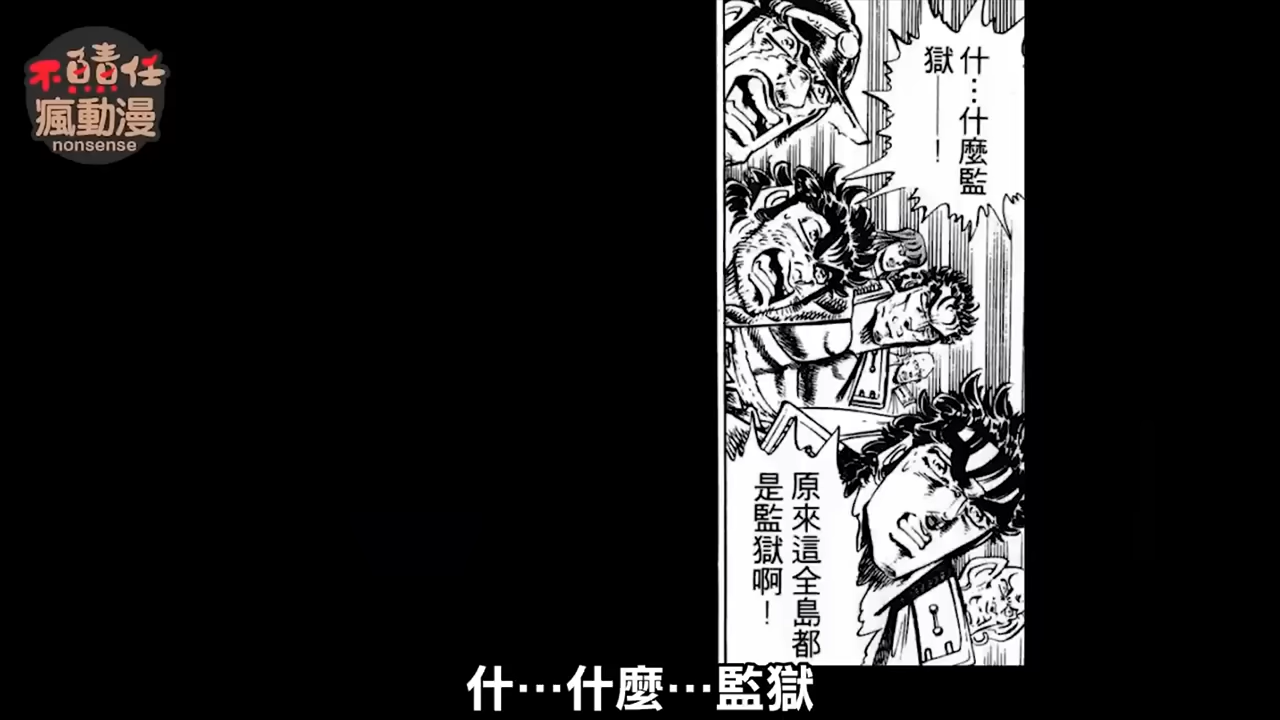 不負責任
瘋動漫
nonsense
什…什麼監
獄——！
原來這全島都
是監獄啊！
什…什麼…監獄